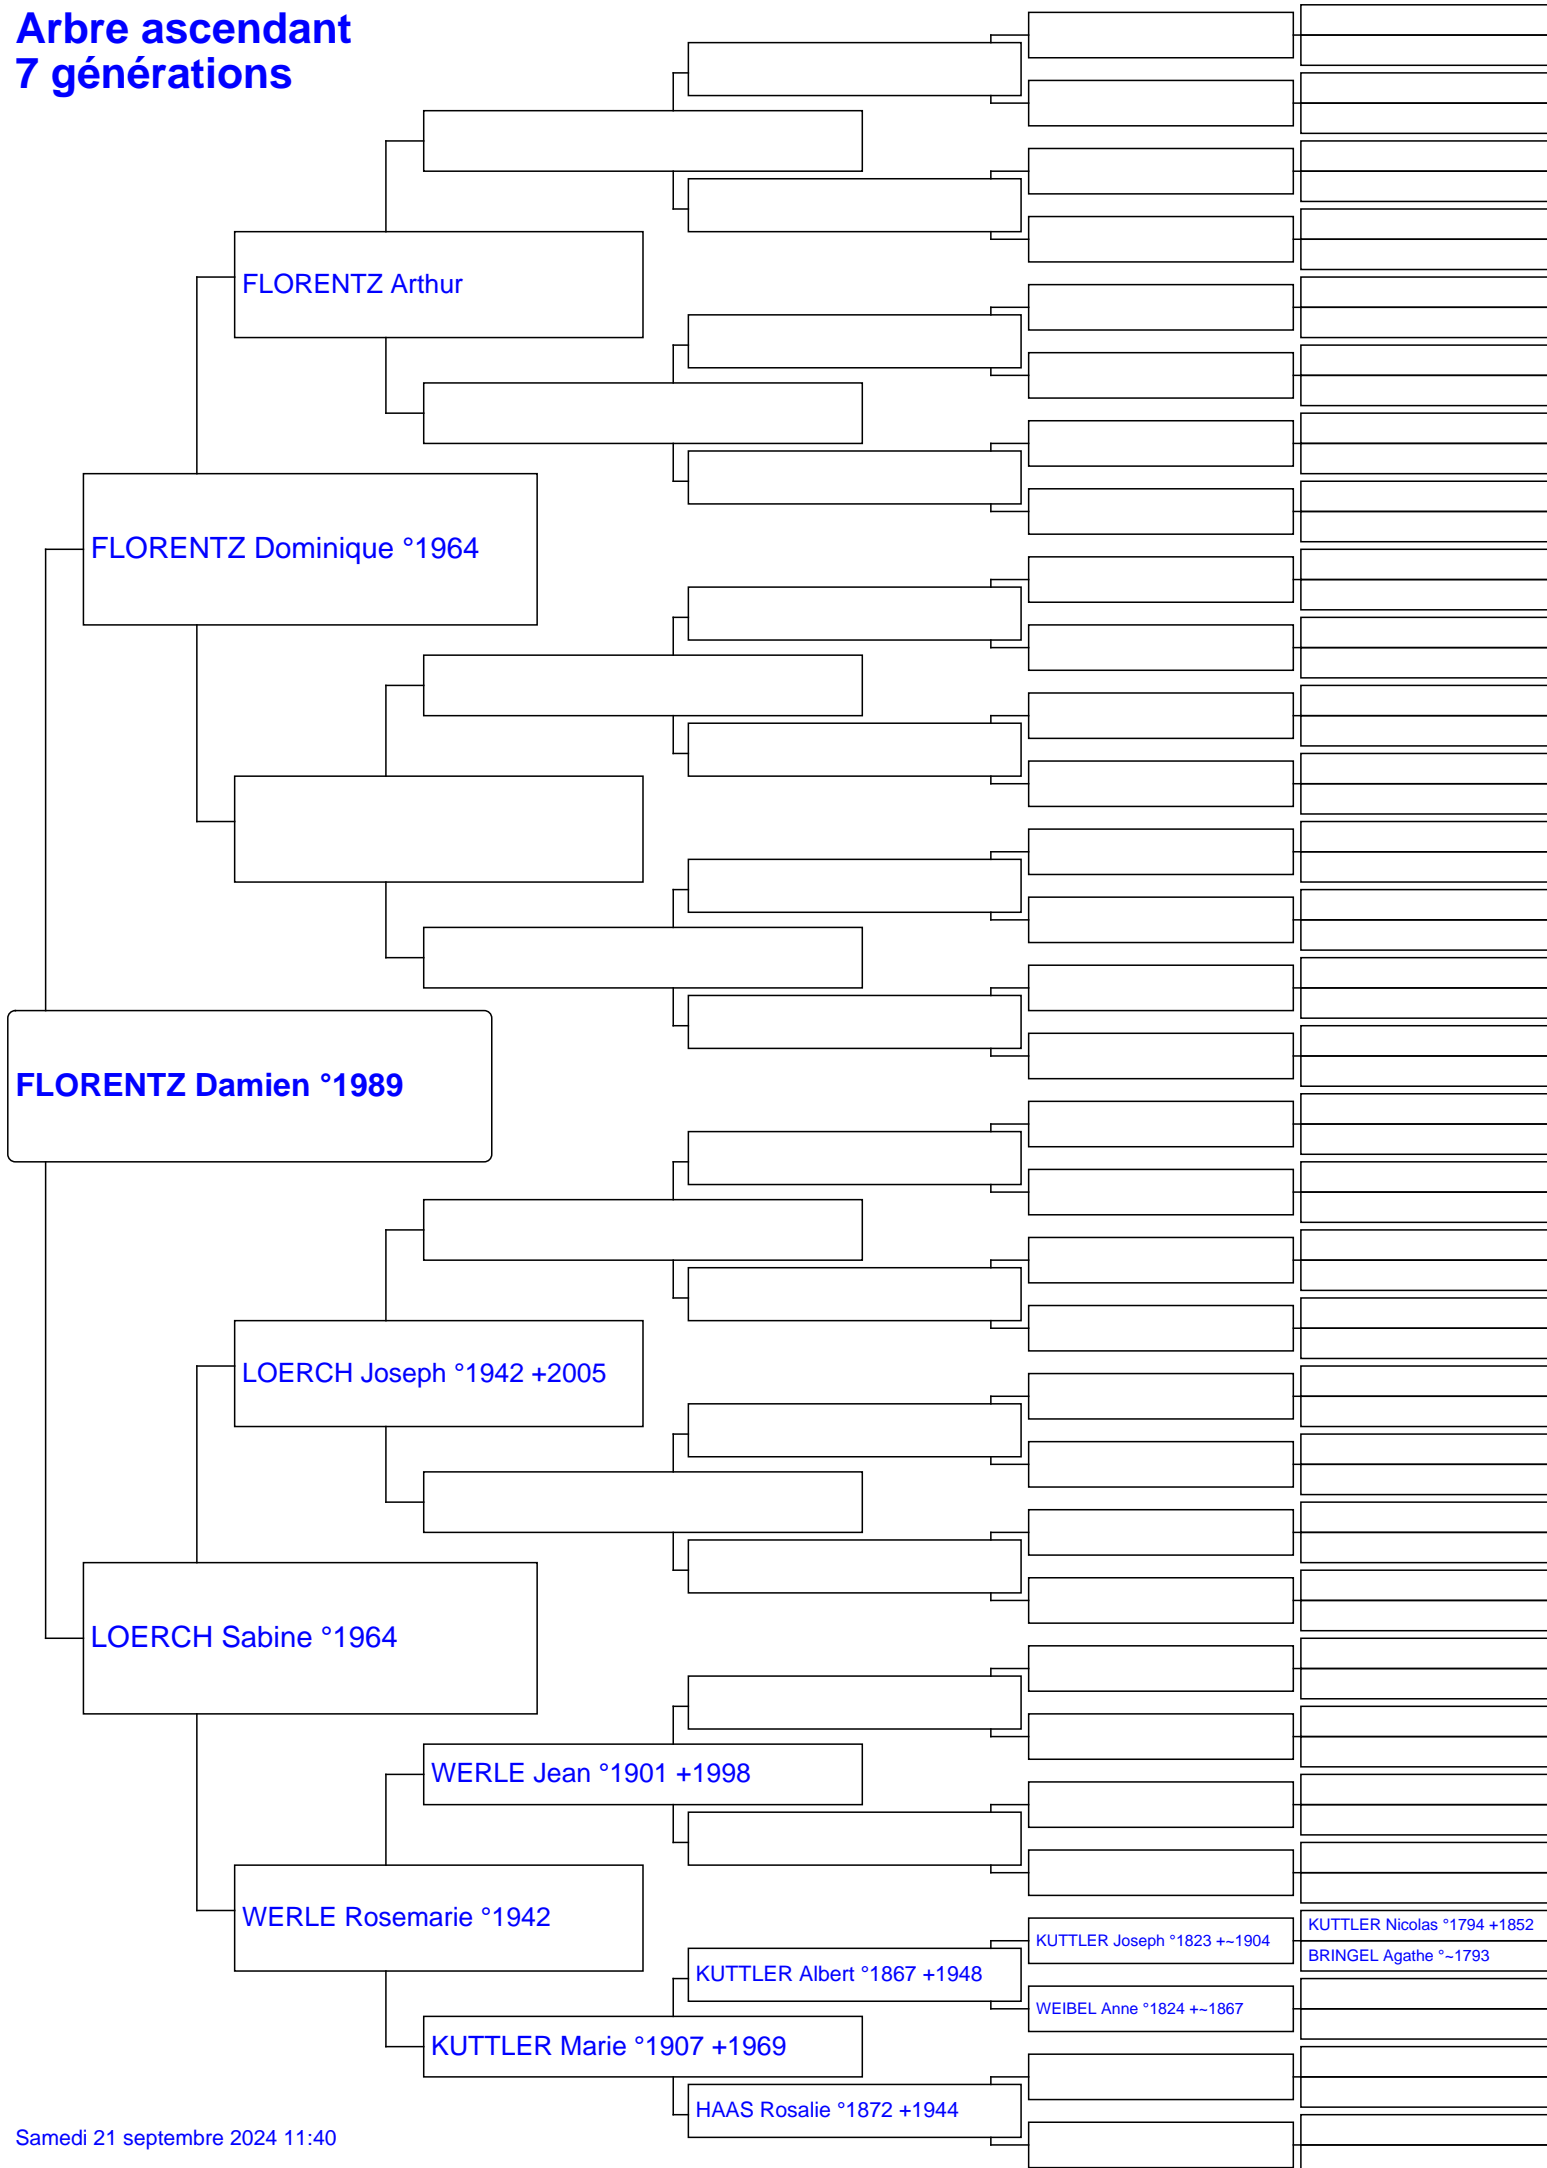 Arbre ascendant
7 générations
FLORENTZ Arthur
FLORENTZ Dominique °1964
FLORENTZ Damien °1989
LOERCH Joseph °1942 +2005
LOERCH Sabine °1964
WERLE Jean °1901 +1998
WERLE Rosemarie °1942
KUTTLER Nicolas °1794 +1852
KUTTLER Joseph °1823 +~1904
BRINGEL Agathe °~1793
KUTTLER Albert °1867 +1948
WEIBEL Anne °1824 +~1867
KUTTLER Marie °1907 +1969
HAAS Rosalie °1872 +1944
Samedi 21 septembre 2024 11:40